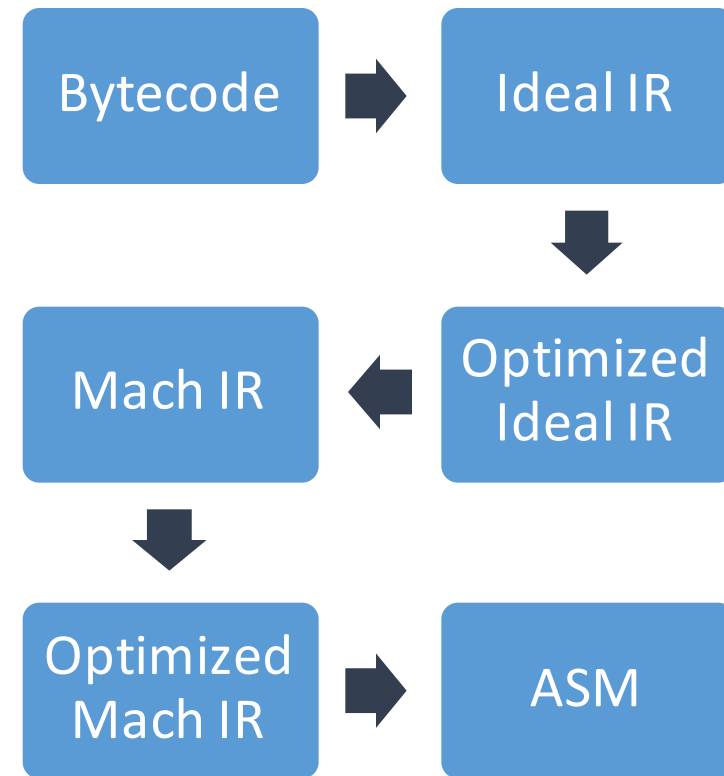 Bytecode
Ideal IR
Optimized
Ideal IR
Mach IR
Optimized
Mach IR
ASM